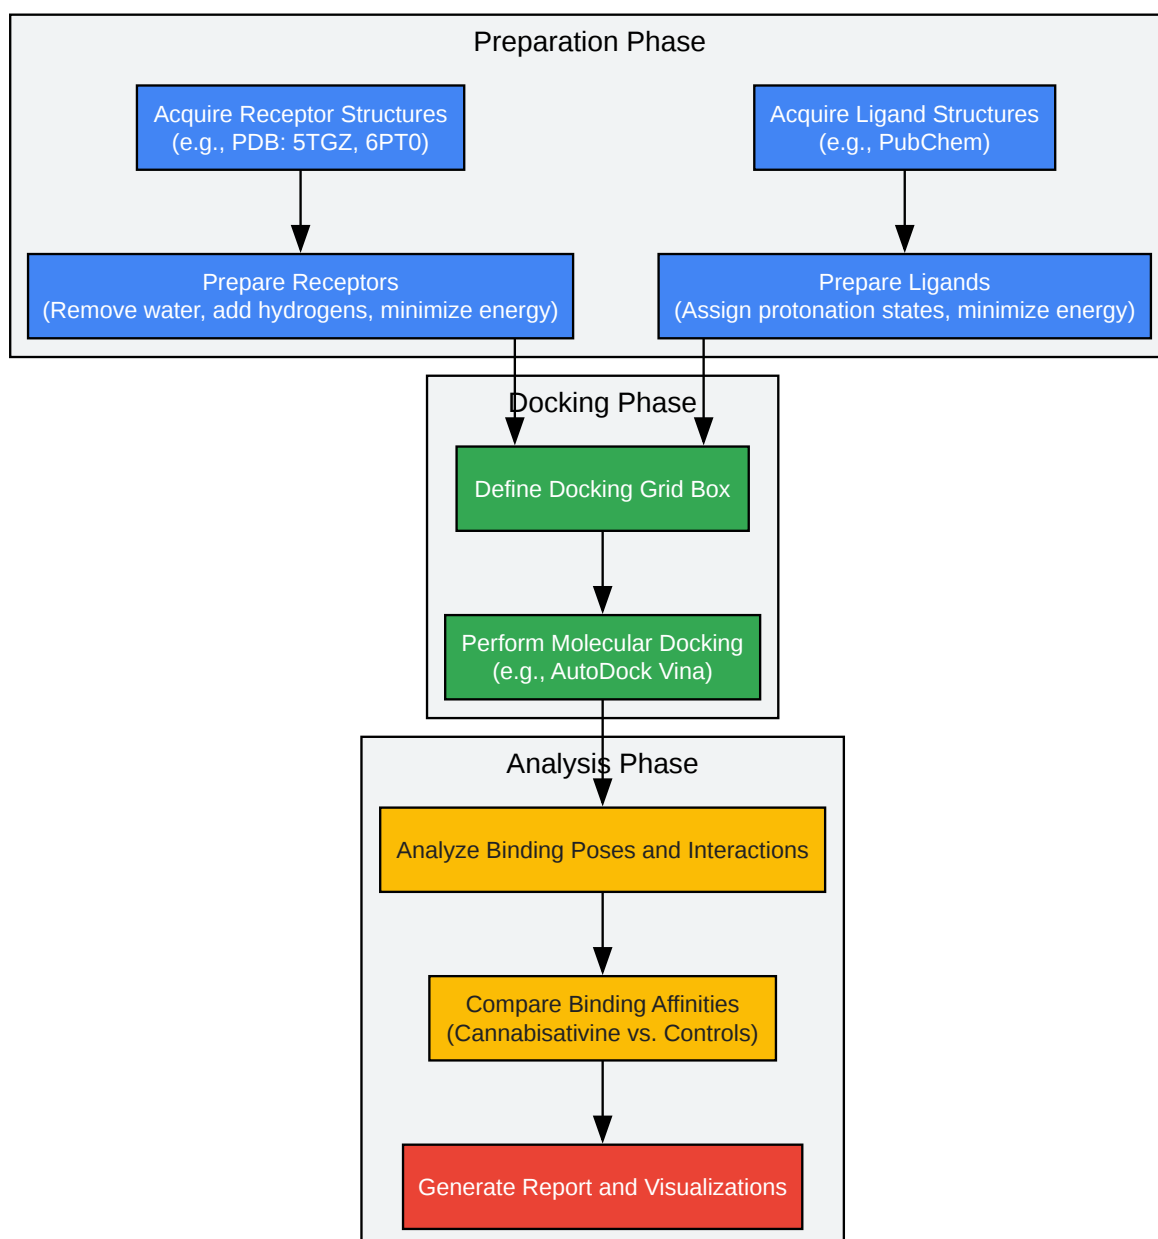 Preparation Phase
Acquire Receptor Structures
(e.g., PDB: 5TGZ, 6PT0)
Acquire Ligand Structures
(e.g., PubChem)
Prepare Receptors
(Remove water, add hydrogens, minimize energy)
Prepare Ligands
(Assign protonation states, minimize energy)
Docking Phase
Define Docking Grid Box
Perform Molecular Docking
(e.g., AutoDock Vina)
Analysis Phase
Analyze Binding Poses and Interactions
Compare Binding Affinities
(Cannabisativine vs. Controls)
Generate Report and Visualizations